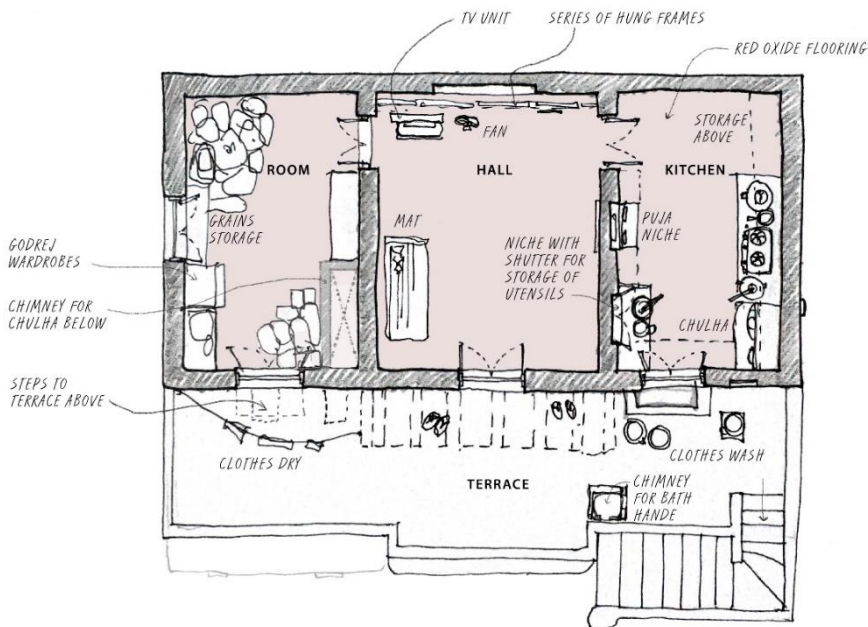 TV UNIT
SERIES OF HUNG FRAMES
RED OXIDE FLOORING
STORAGE
ABOVE
FAN
ROOM
HALL
KITCHEN
GRAINS
STORAGE
MAT
PUJA
NICHE
GODREJ
WARDROBES
NICHE WITH
SHUTTER FOR
STORAGE OF
UTENSILS
CHIMNEY FOR
CHULHA BELOW
CHULHA
STEPS TO
TERRACE ABOVE
CLOTHES DRY
CLOTHES WASH
TERRACE
CHIMNEY
FOR BATH
HANDE